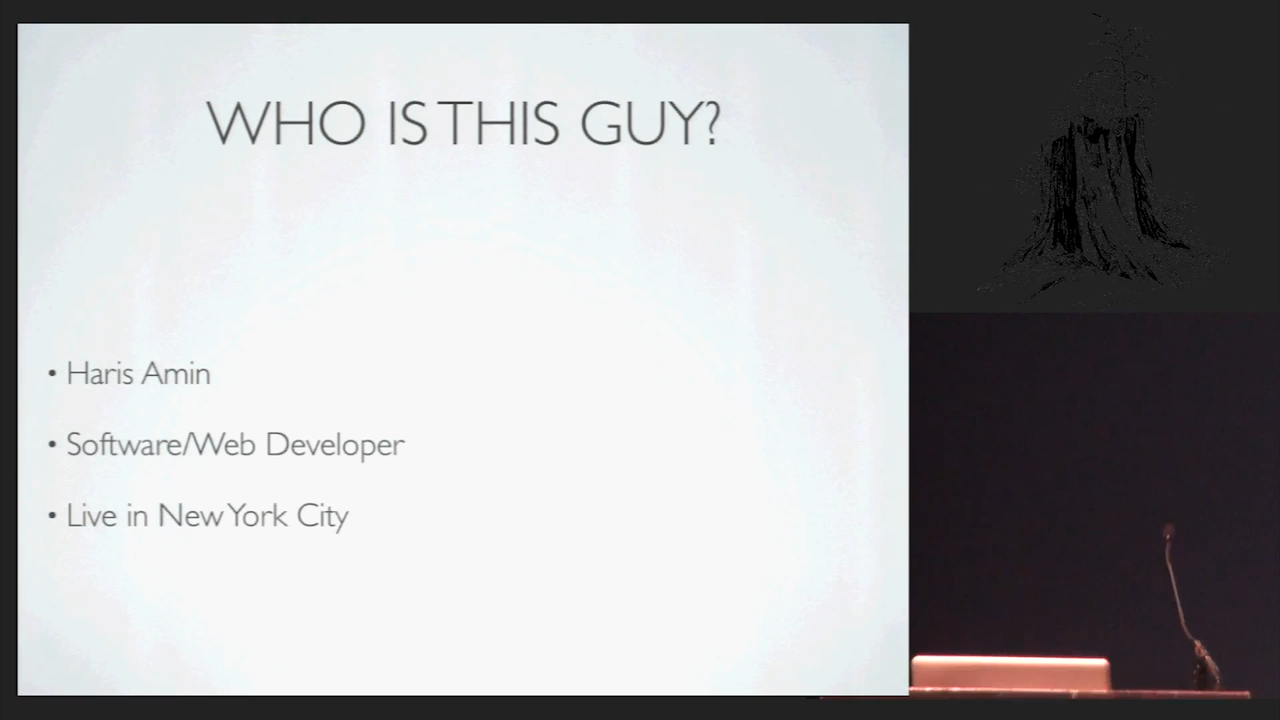 WHO IS THIS GUY?
• Haris Amin
• Software/Web Developer
• Live in New York City